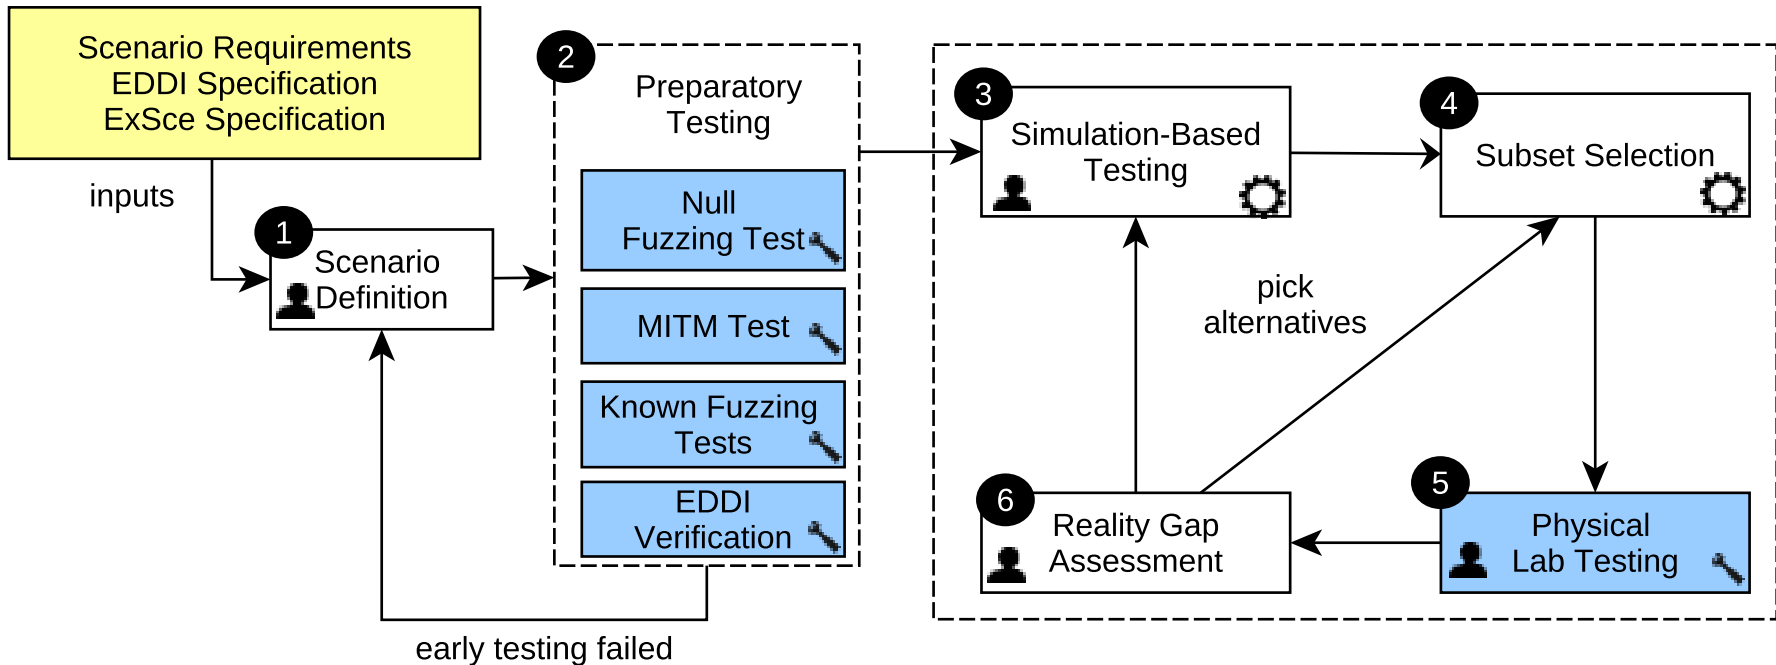 Scenario Requirements
EDDI Specification
ExSce Specification
inputs
1
Scenario
Definition
2
Preparatory
Testing
Null
Fuzzing Test
MITM Test
Known Fuzzing
Tests
EDDI
Verification
early testing failed
3
Simulation-Based
Testing
4
Subset Selection
pick
alternatives
5
Physical
Lab Testing
6
Reality Gap
Assessment